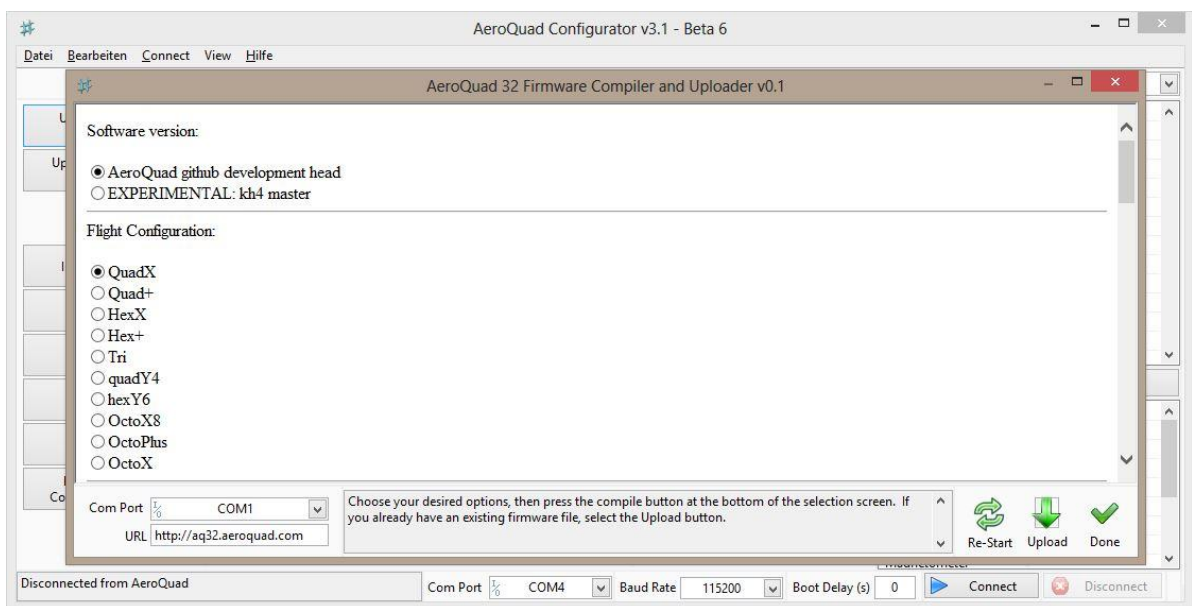 AeroQuad Configurator v3.1 - Beta 6
Datei Bearbeiten Connect View Hilfe
AeroQuad 32 Firmware Compiler and Uploader v0.1
Software version:
AeroQuad github development head
EXPERIMENTAL: kh4 master
Flight Configuration:
QuadX
Quad+
HexX
Hex+
Tri
quadY4
hexY6
OctoX8
OctoPlus
OctoX
Com Port COM1
URL http://aq32.aeroquad.com
Choose your desired options, then press the compile button at the bottom of the selection screen. If
you already have an existing firmware file, select the Upload button.
Re-Start Upload Done
Disconnected from AeroQuad
Com Port COM4 Baud Rate 115200 Boot Delay (s) 0 Connect Disconnect